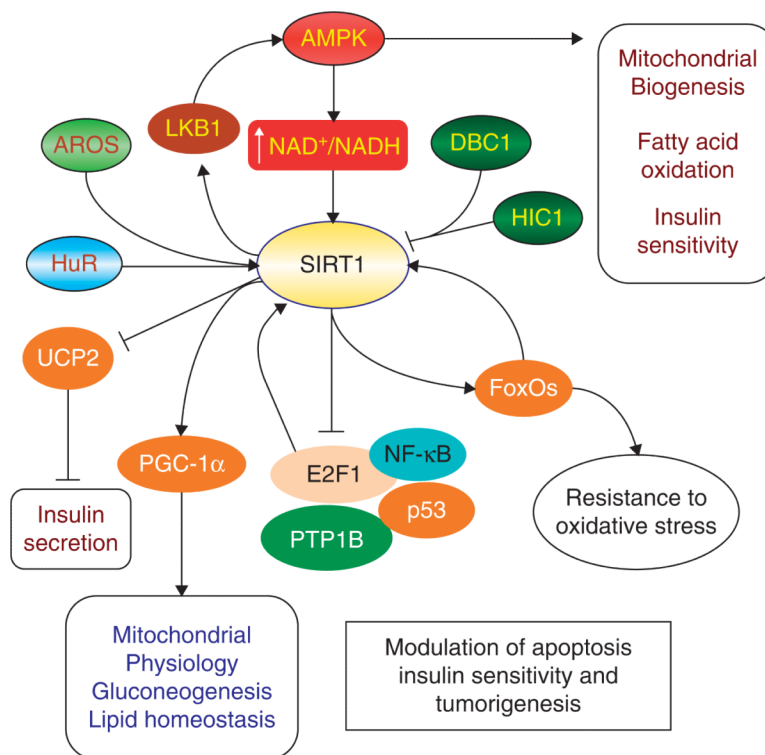 AMPK
Mitochondrial
Biogenesis
Fatty acid
oxidation
Insulin
sensitivity
LKB1
AROS
↑ NAD⁺/NADH
DBC1
HIC1
HuR
SIRT1
UCP2
FoxOs
PGC-1α
E2F1
NF-κB
p53
PTP1B
Insulin
secretion
Resistance to
oxidative stress
Mitochondrial
Physiology
Gluconeogenesis
Lipid homeostasis
Modulation of apoptosis
insulin sensitivity and
tumorigenesis